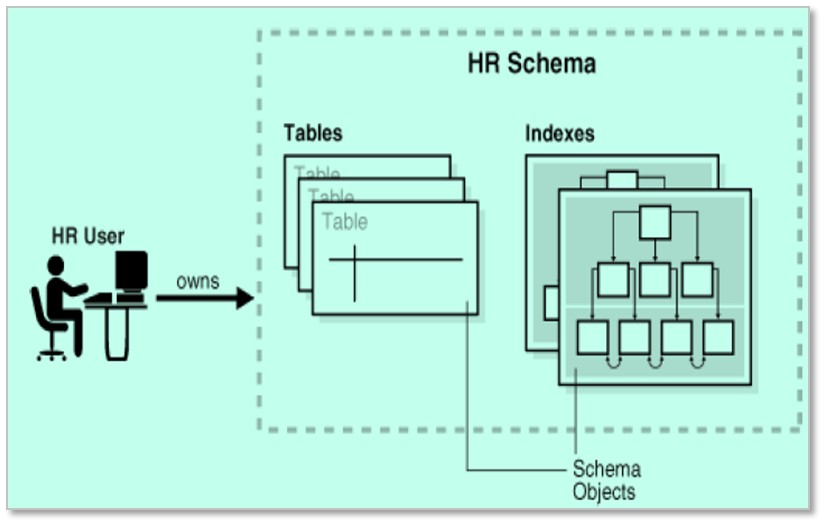 HR Schema
Tables
Indexes
Table
Table
Table
HR User
owns
Schema
Objects